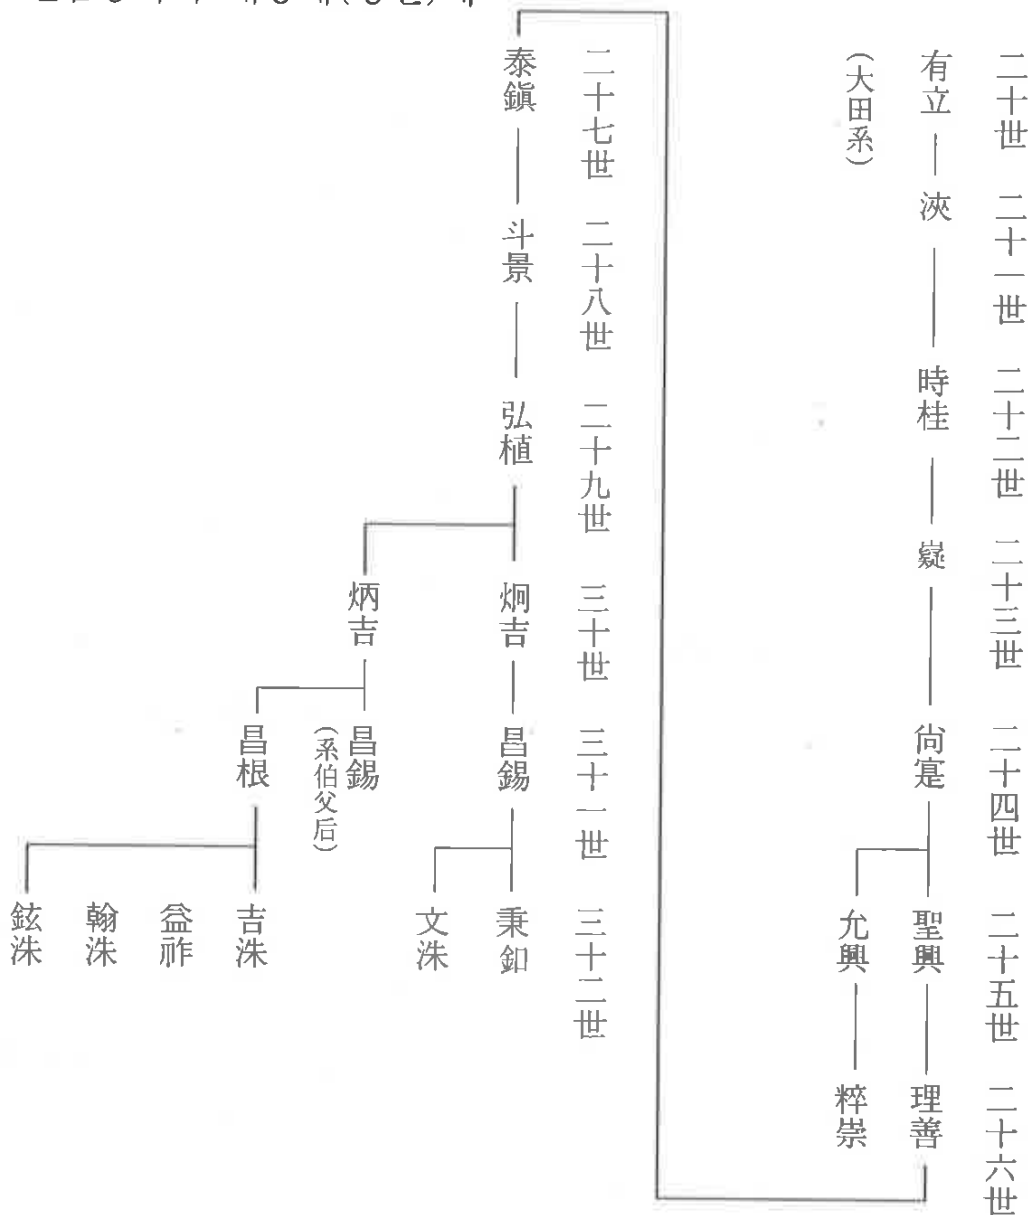 二十世 二十一世 二十二世 二十三世 二十四世 二十五世 二十六世
有立 浹 時桂 嶷 尙寔 聖興 理善
允興 粹崇
(大田系)
二十七世 二十八世 二十九世 三十世 三十一世 三十二世
泰鎭 斗景 弘植 炯吉 昌錫 秉釦
文洙
炳吉 昌錫
(系伯父后)
昌根 吉洙
益祚
翰洙
鉉洙